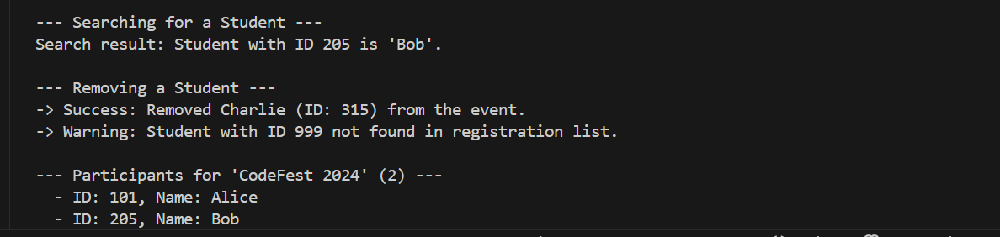 --- Searching for a Student ---
Search result: Student with ID 205 is 'Bob'.
--- Removing a Student ---
-> Success: Removed Charlie (ID: 315) from the event.
-> Warning: Student with ID 999 not found in registration list.
--- Participants for 'CodeFest 2024' (2) ---
- ID: 101, Name: Alice
- ID: 205, Name: Bob